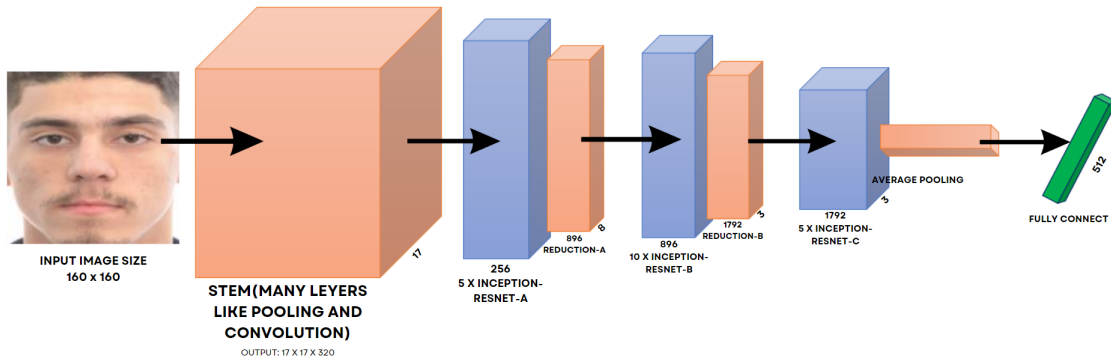 INPUT IMAGE SIZE
160 x 160
17
STEM(MANY LEYERS
LIKE POOLING AND
CONVOLUTION)
OUTPUT: 17 X 17 X 320
256
5 X INCEPTION-
RESNET-A
896
8
REDUCTION-A
896
10 X INCEPTION-
RESNET-B
1792
3
REDUCTION-B
1792
3
5 X INCEPTION-
RESNET-C
AVERAGE POOLING
512
FULLY CONNECT